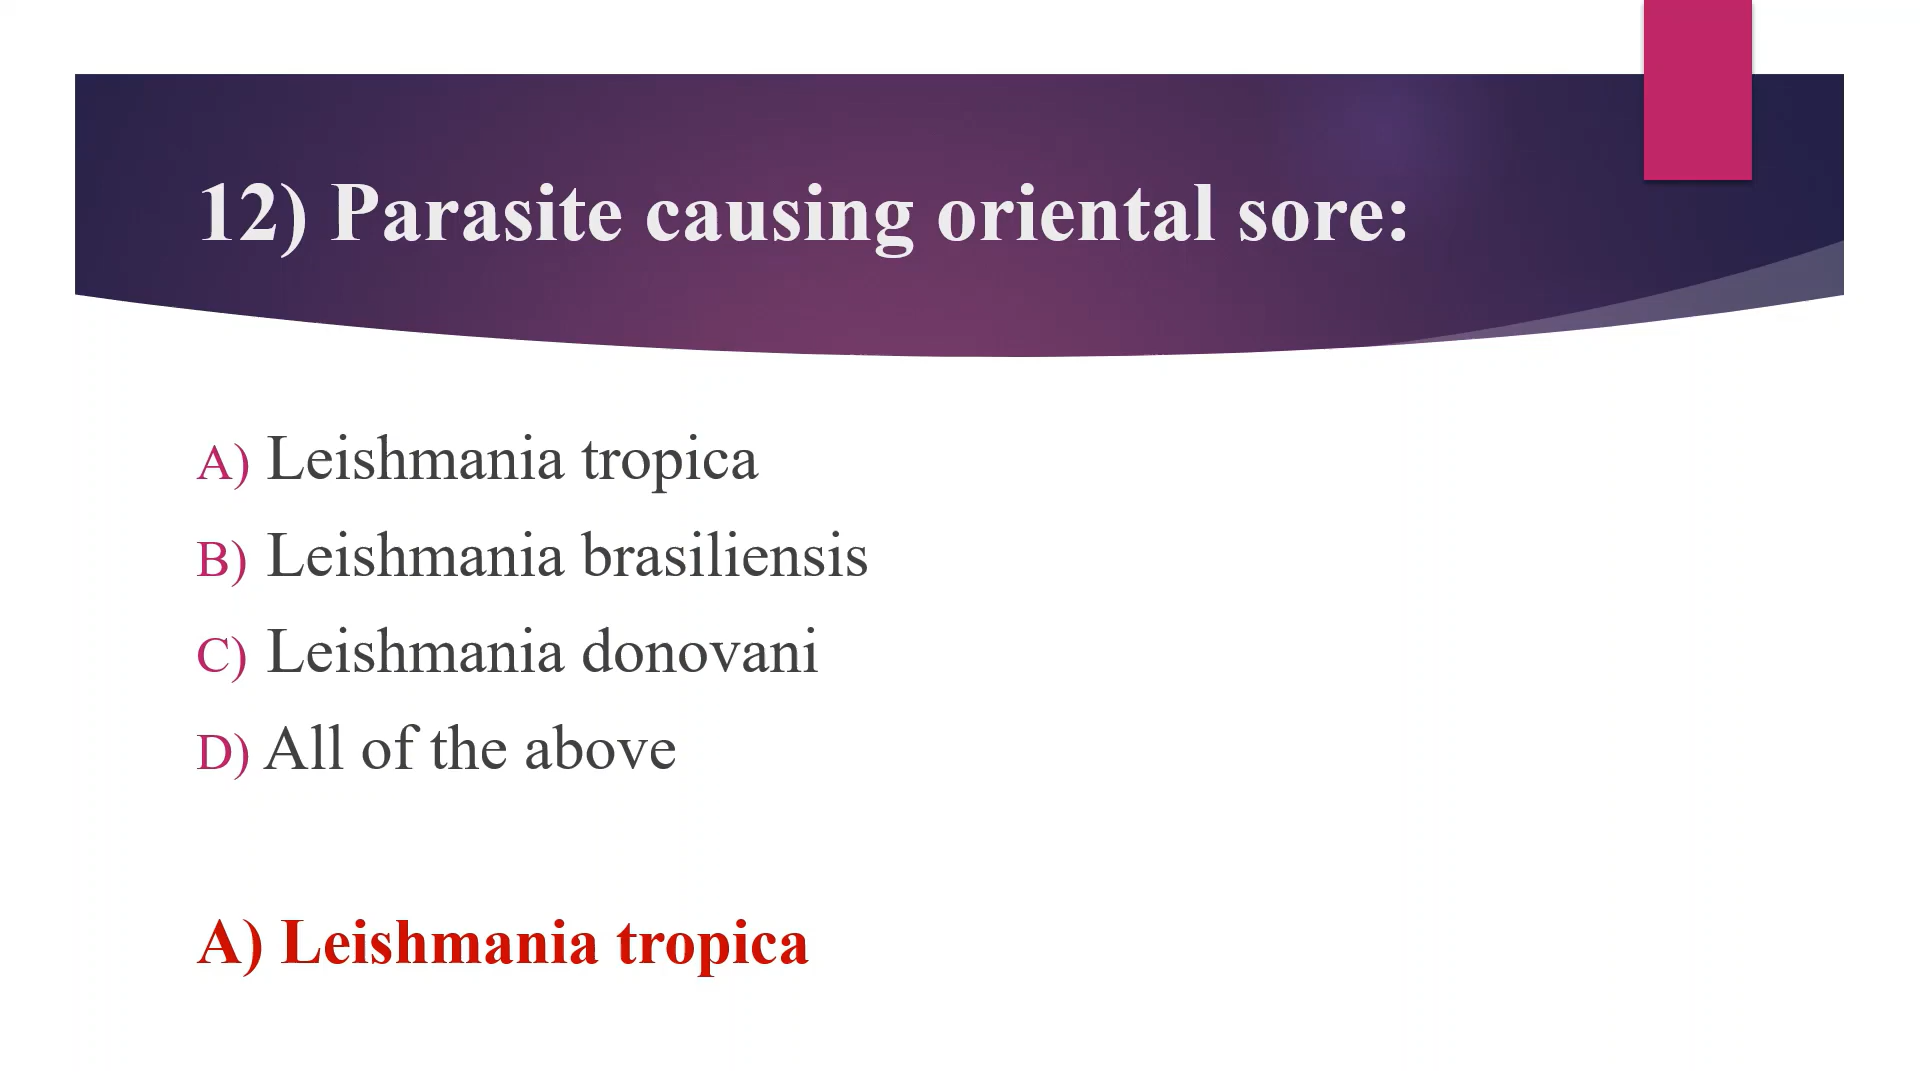 12) Parasite causing oriental sore:
A) Leishmania tropica
B) Leishmania brasiliensis
C) Leishmania donovani
D) All of the above
A) Leishmania tropica